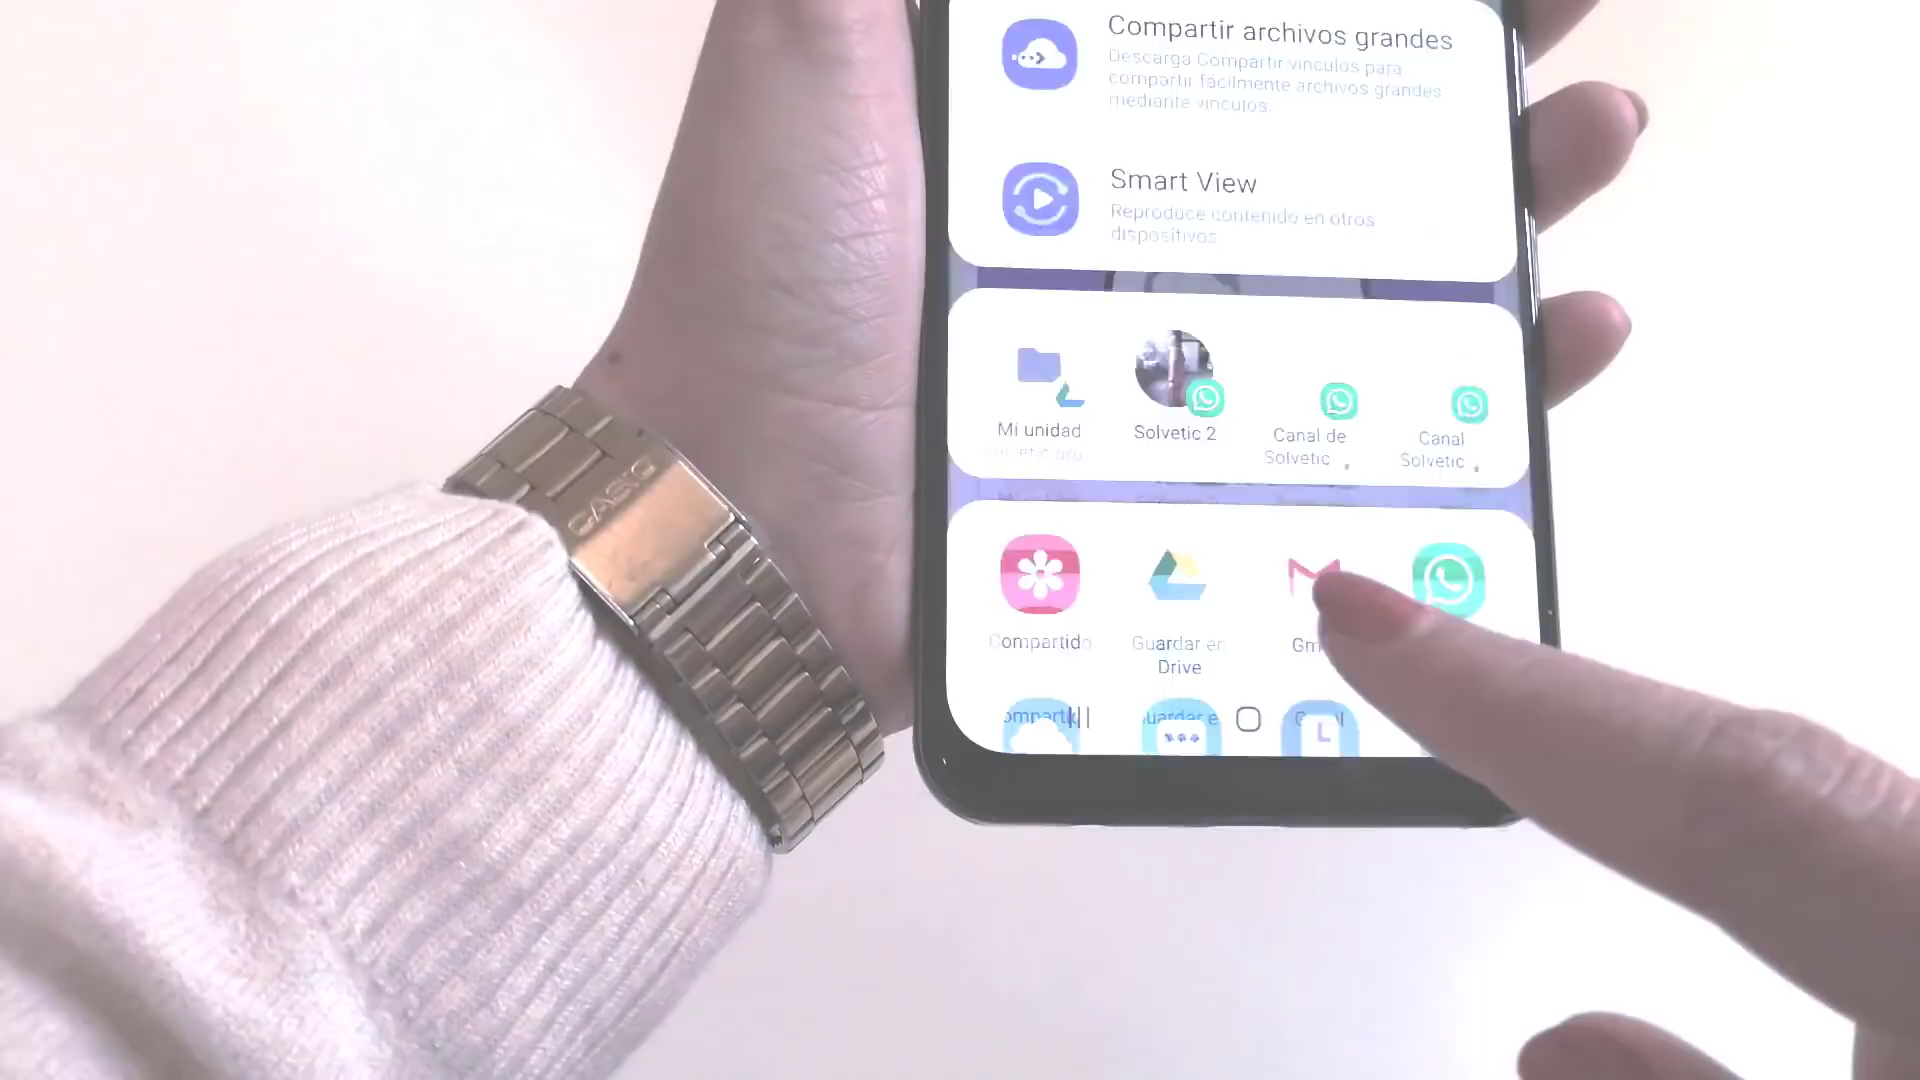 Compartir archivos grandes
Descarga Compartir vínculos para
compartir fácilmente archivos grandes
mediante vínculos.
Smart View
Reproduce contenido en otros
dispositivos.
Mi unidad
Solvetic 2
Canal de
Solvetic
Canal
Solvetic
CASIO
Compartido
Guardar en
Drive
Gm